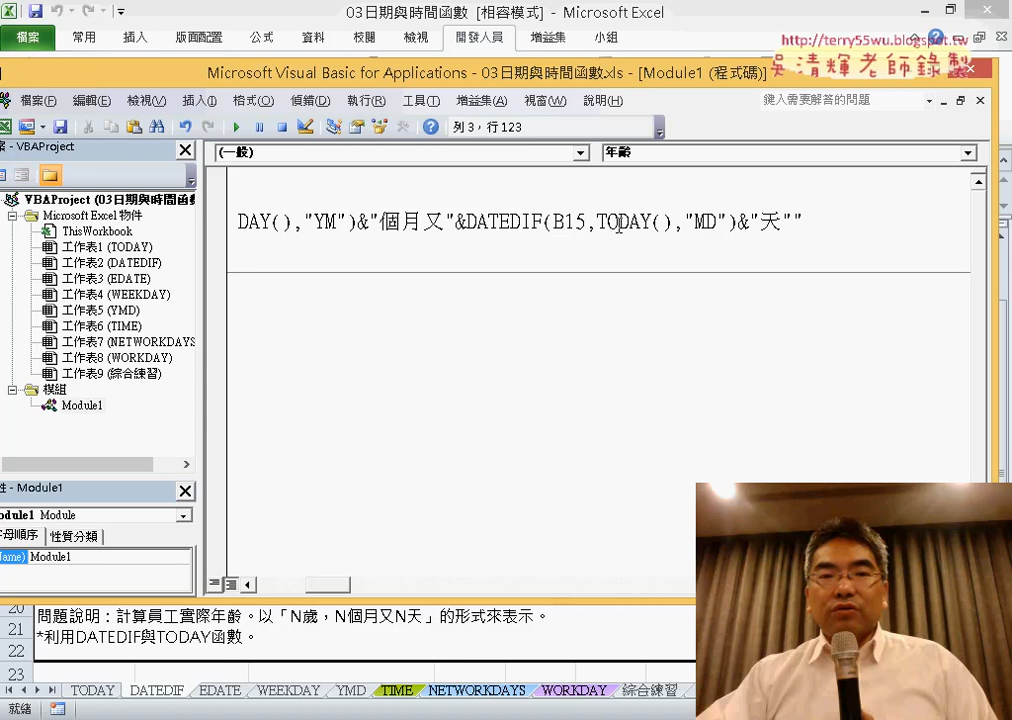 03日期與時間函數 [相容模式] - Microsoft Excel
檔案 常用 插入 版面配置 公式 資料 校閱 檢視 開發人員 增益集 小組
http://terry55wu.blogspot.tw
吳清輝老師錄製
Microsoft Visual Basic for Applications - 03日期與時間函數.xls - [Module1 (程式碼)]
檔案(F) 編輯(E) 檢視(V) 插入(I) 格式(O) 偵錯(D) 執行(R) 工具(T) 增益集(A) 視窗(W) 說明(H) 鍵入需要解答的問題
列 3，行 123
- VBAProject
(一般) 年齡
VBAProject (03日期與時間函
Microsoft Excel 物件
ThisWorkbook
工作表1 (TODAY)
工作表2 (DATEDIF)
工作表3 (EDATE)
工作表4 (WEEKDAY)
工作表5 (YMD)
工作表6 (TIME)
工作表7 (NETWORKDAYS
工作表8 (WORKDAY)
工作表9 (綜合練習)
模組
Module1
DAY(),"YM")&"個月又"&DATEDIF(B15,TODAY(),"MD")&"天""
- Module1
odule1 Module
字母順序 性質分類
ame) Module1
20 問題說明：計算員工實際年齡。以「N歲，N個月又N天」的形式來表示。
21 *利用DATEDIF與TODAY函數。
22
23
TODAY DATEDIF EDATE WEEKDAY YMD TIME NETWORKDAYS WORKDAY 綜合練習
就緒